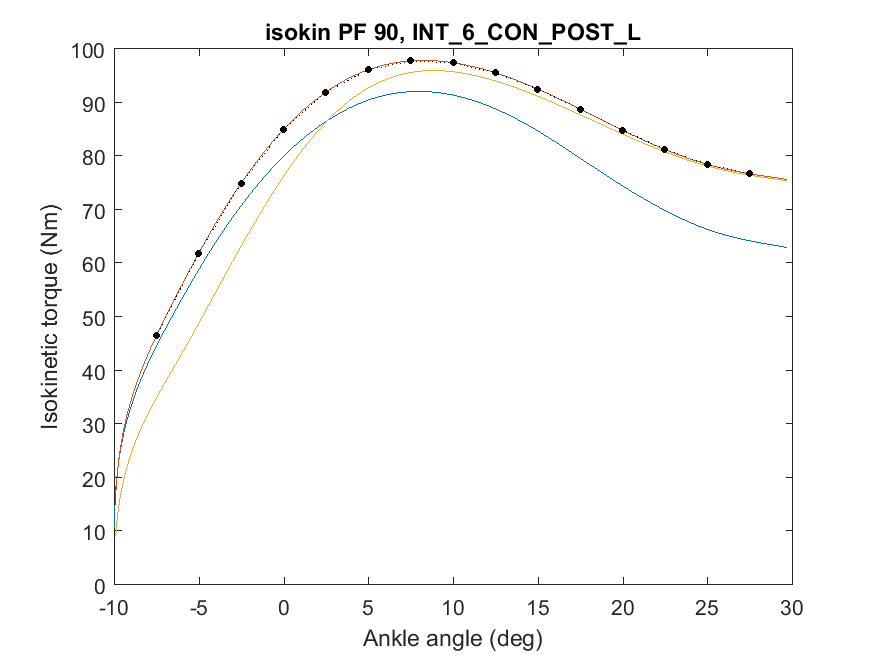 isokin PF 90, INT_6_CON_POST_L
100
90
80
70
60
50
40
30
20
10
0
Isokinetic torque (Nm)
-10 -5 0 5 10 15 20 25 30
Ankle angle (deg)